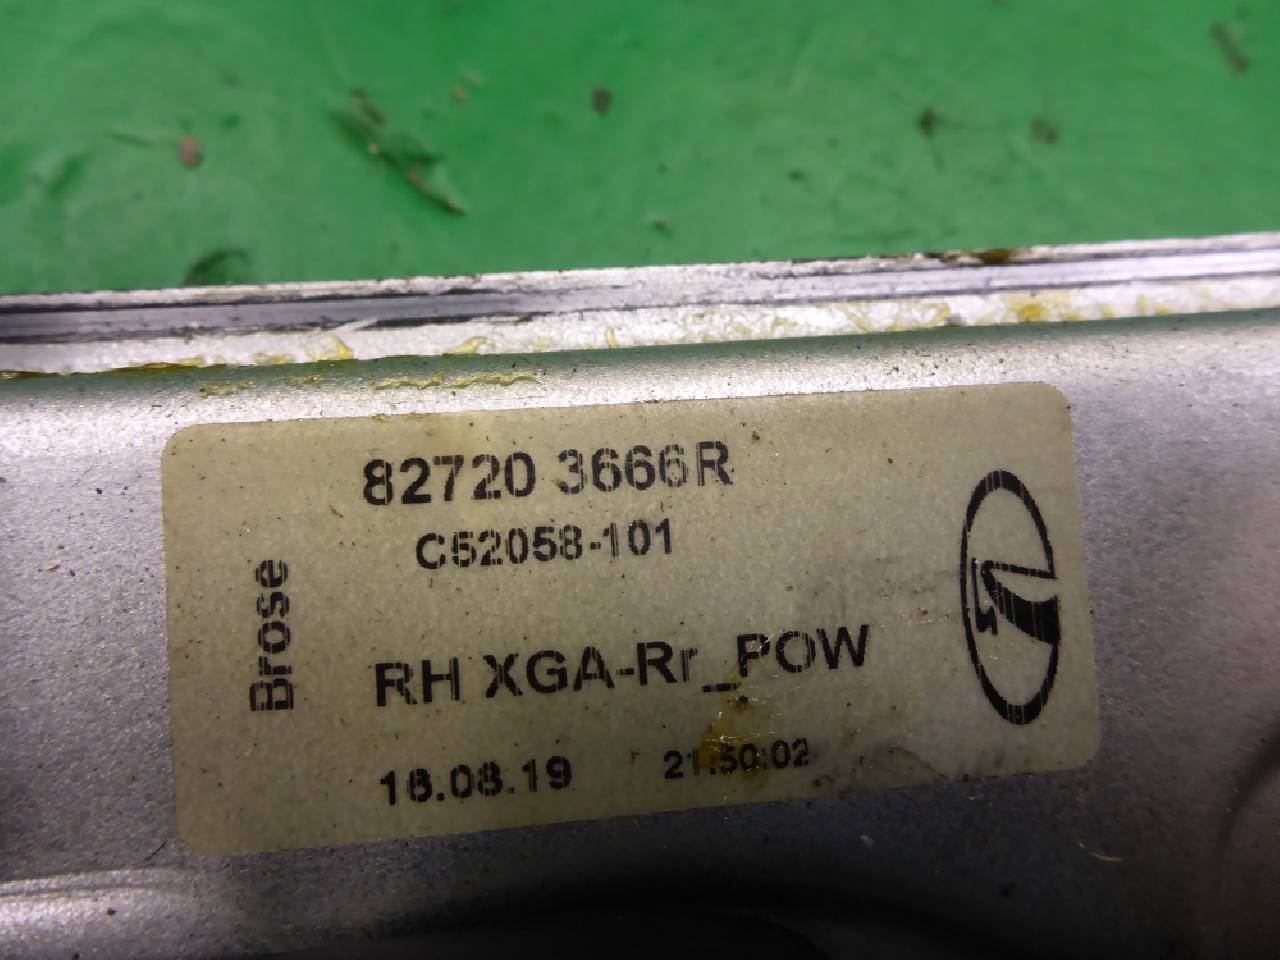 82720 3666R
C52058-101
Brose
RH XGA-Rr_POW
16.08.19 21:50:02